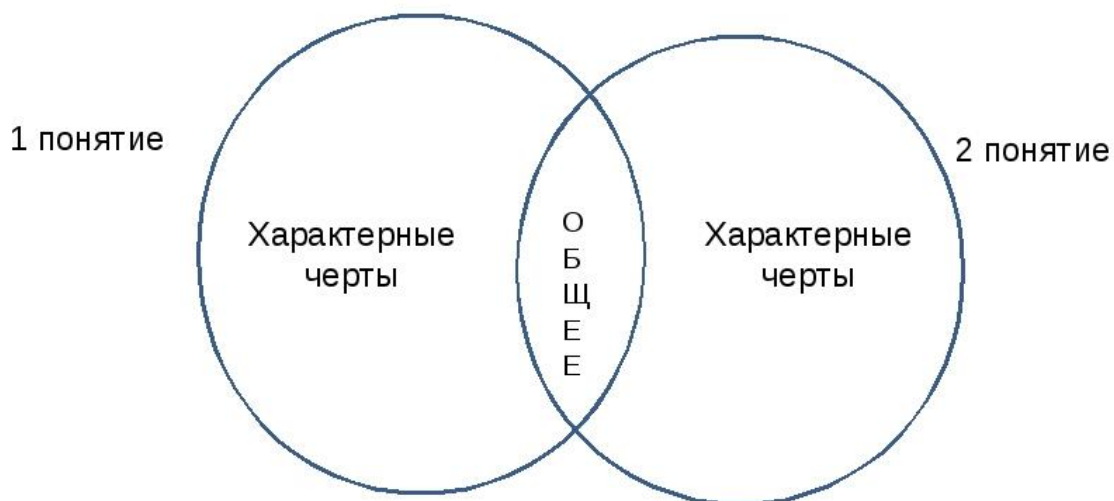 1 понятие
2 понятие
Характерные
черты
О
Б
Щ
Е
Е
Характерные
черты